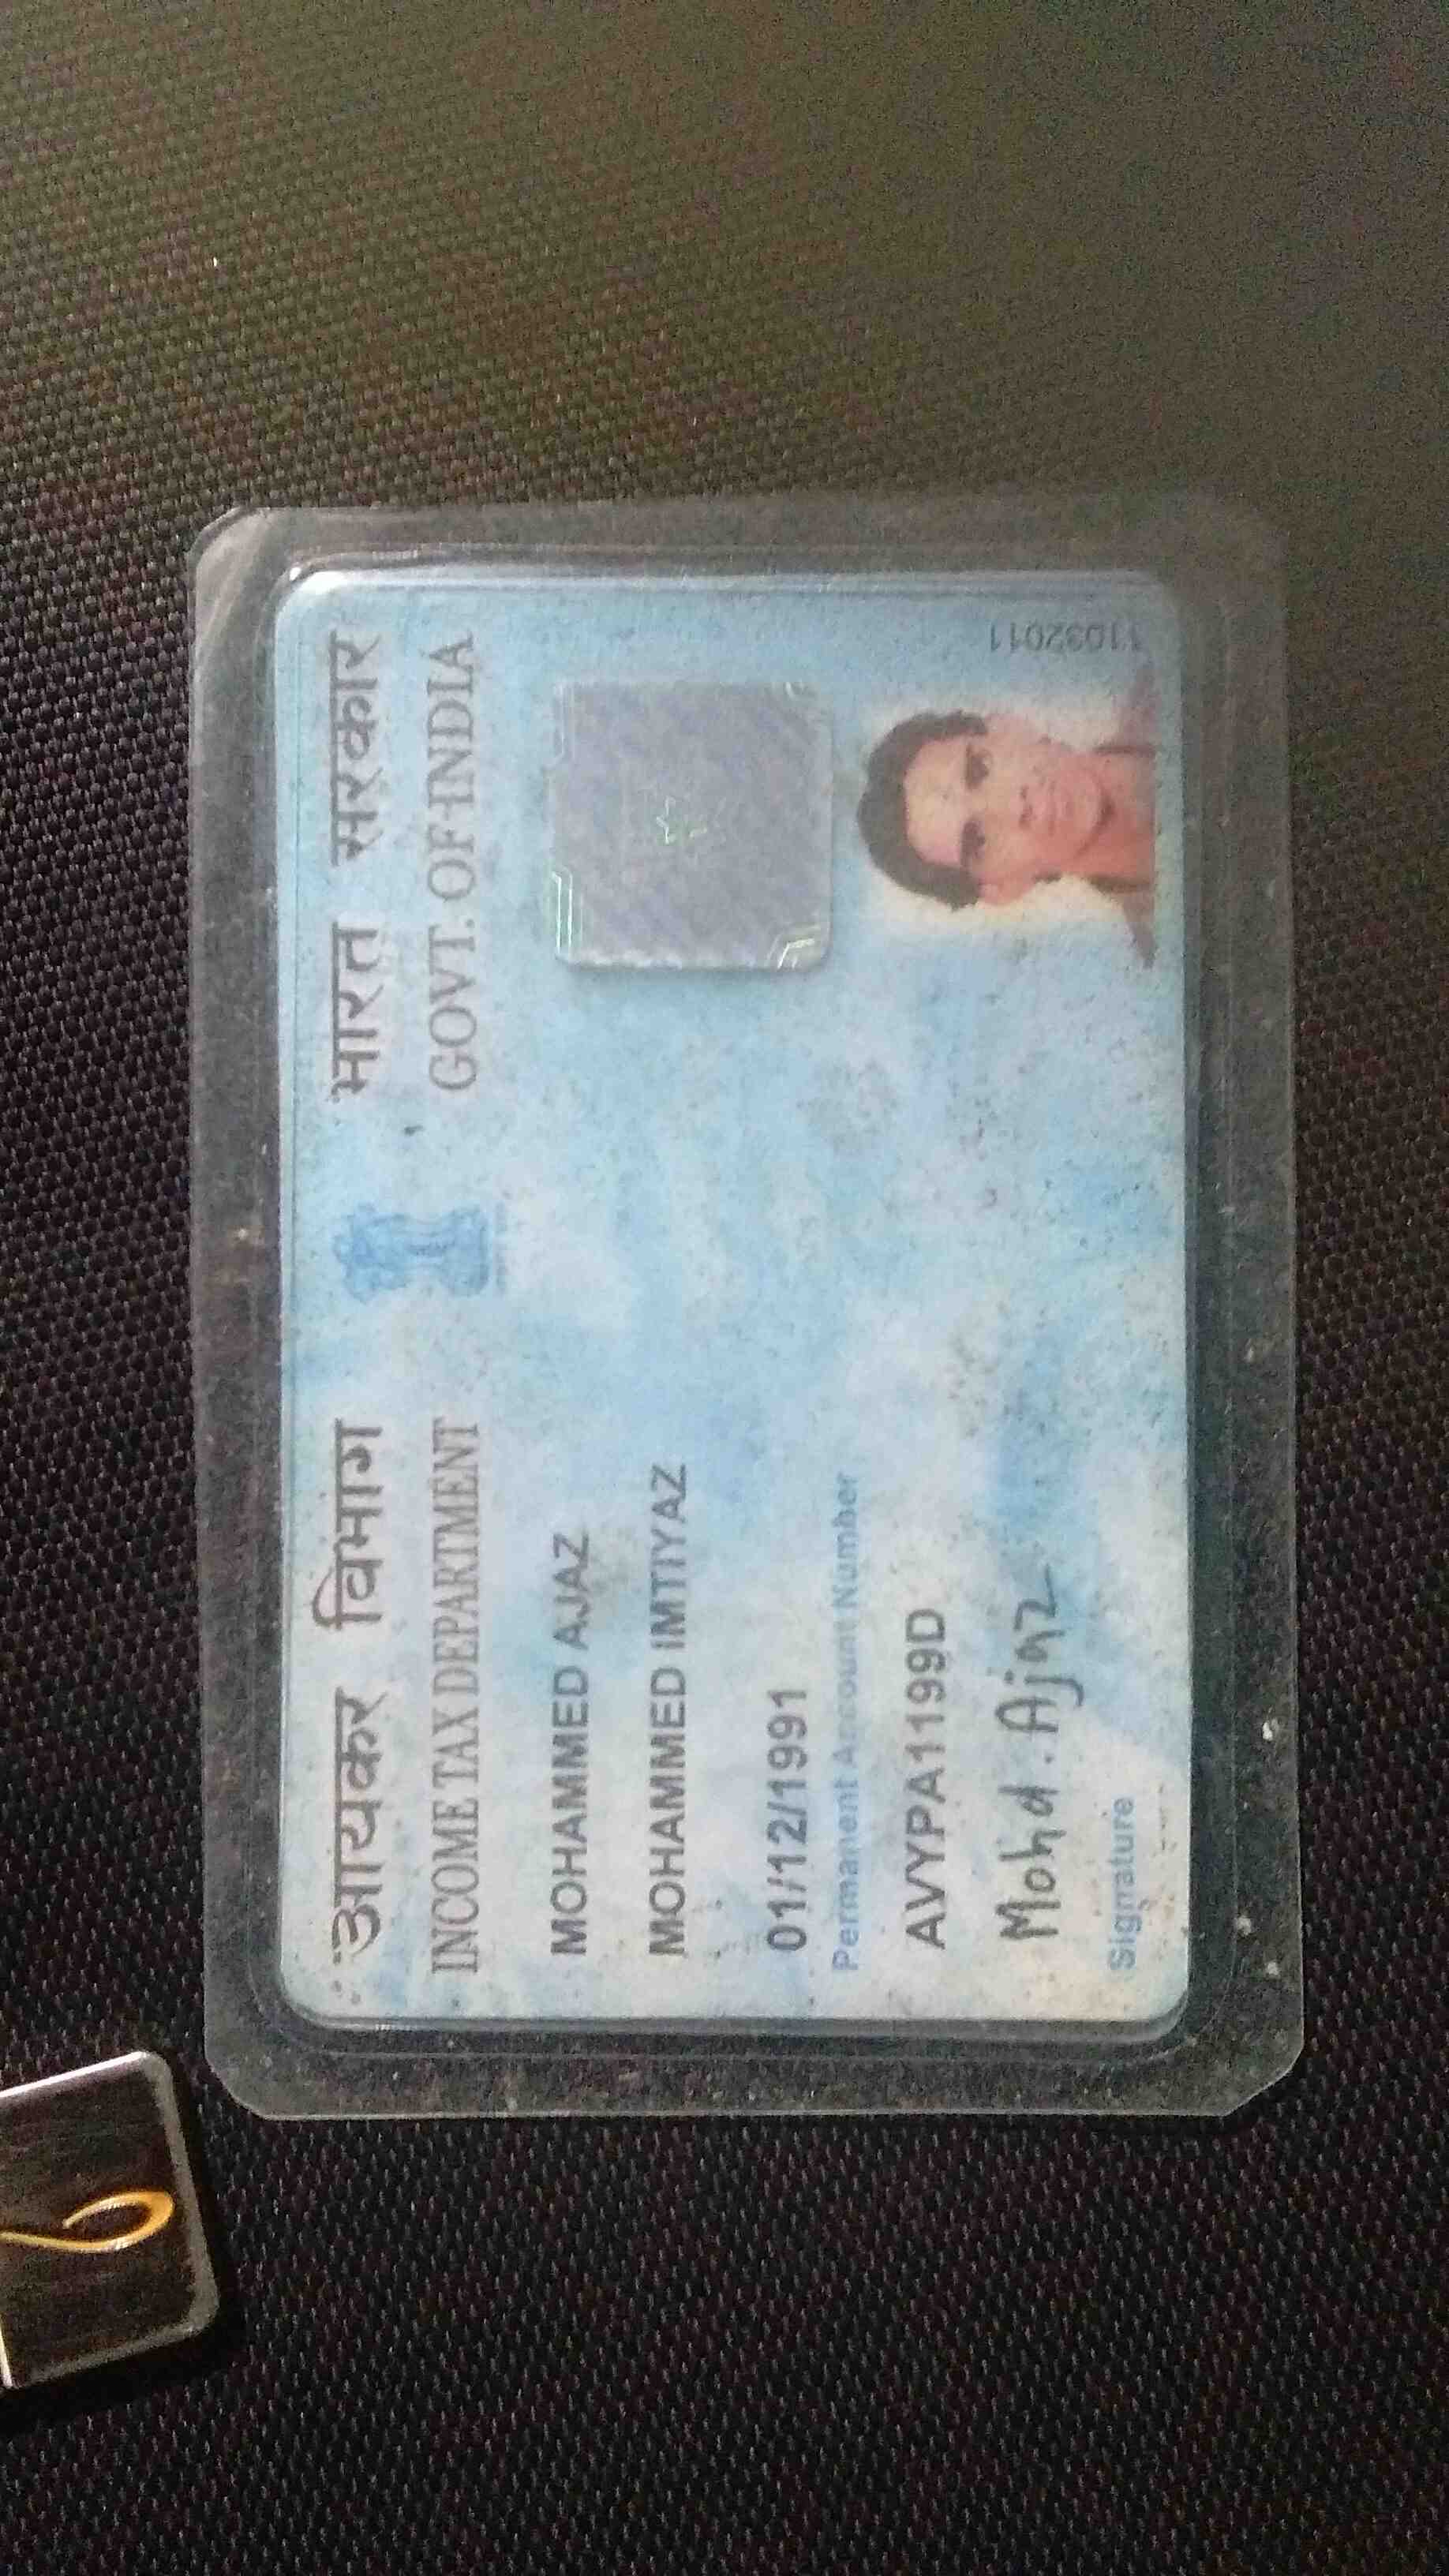 आयकर विभाग भारत सरकार
INCOME TAX DEPARTMENT GOVT. OF INDIA
MOHAMMED AJAZ
MOHAMMED IMTIYAZ
01/12/1991
Permanent Account Number
AVYPA1199D
Mohd. Ajaz
Signature
11032011